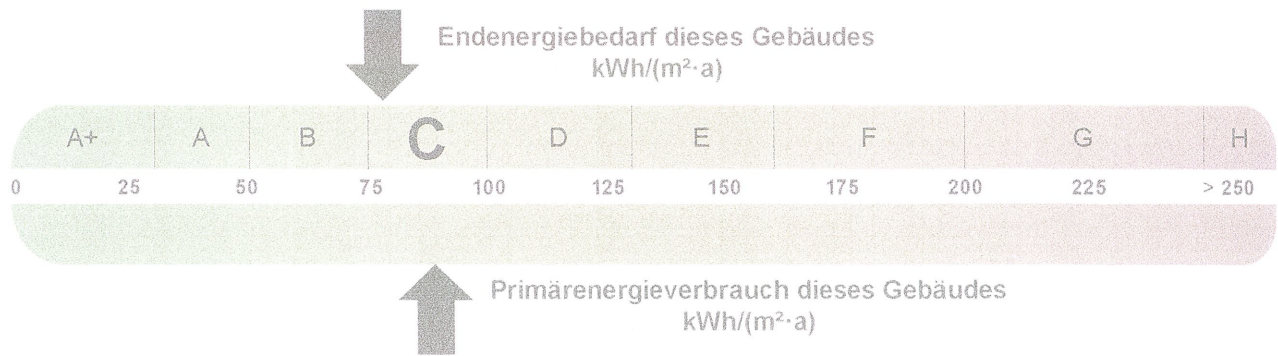 Endenergiebedarf dieses Gebäudes
kWh/(m²·a)
A+ A B C D E F G H
0 25 50 75 100 125 150 175 200 225 > 250
Primärenergieverbrauch dieses Gebäudes
kWh/(m²·a)